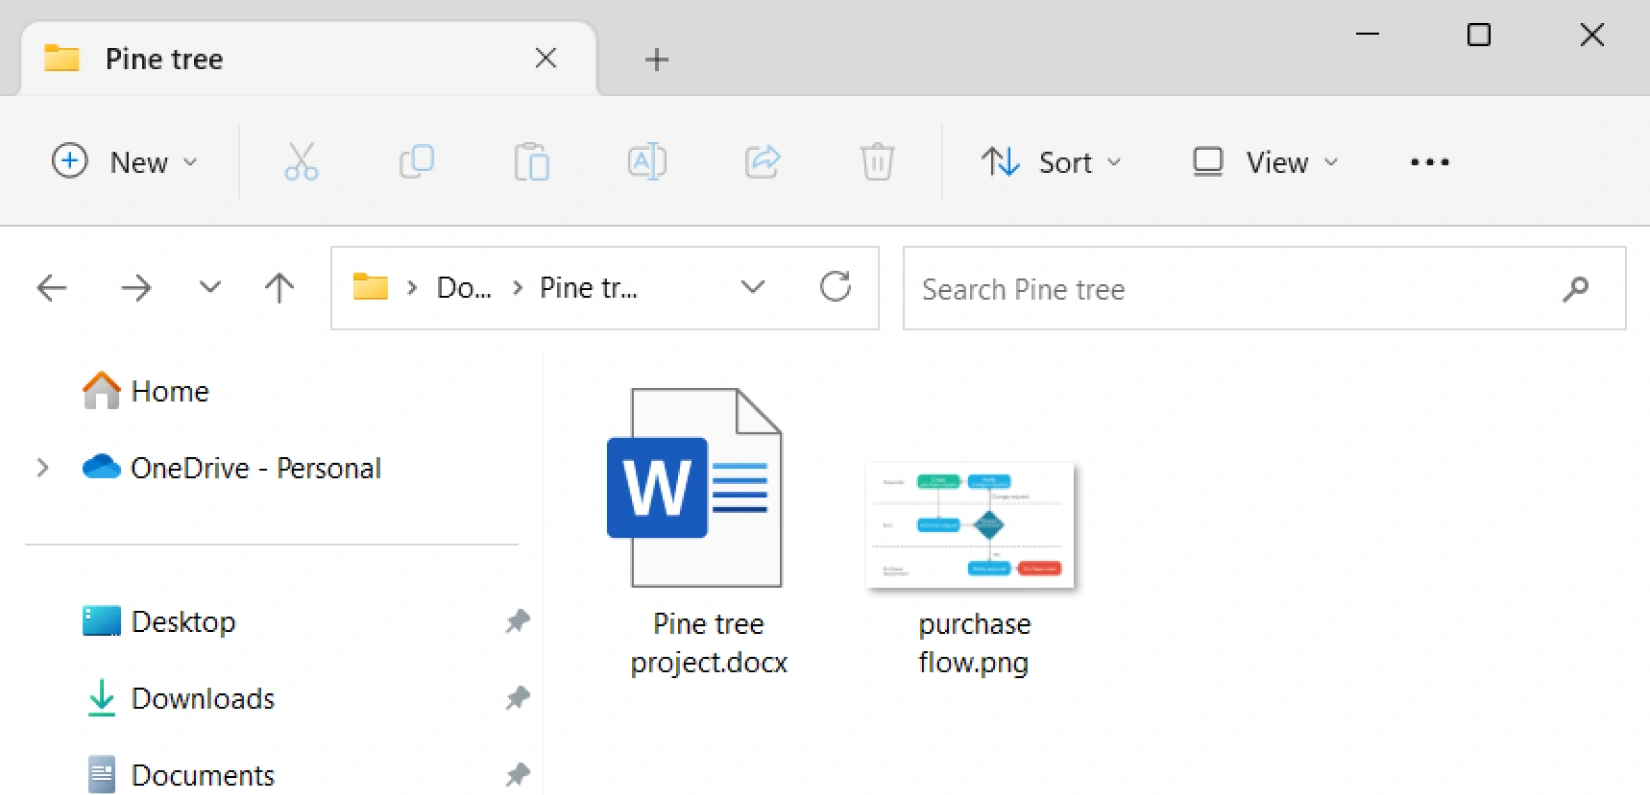 Pine tree
New
Sort
View
Do...
Pine tr...
Search Pine tree
Home
OneDrive - Personal
Desktop
Downloads
Documents
W
Pine tree
project.docx
purchase
flow.png